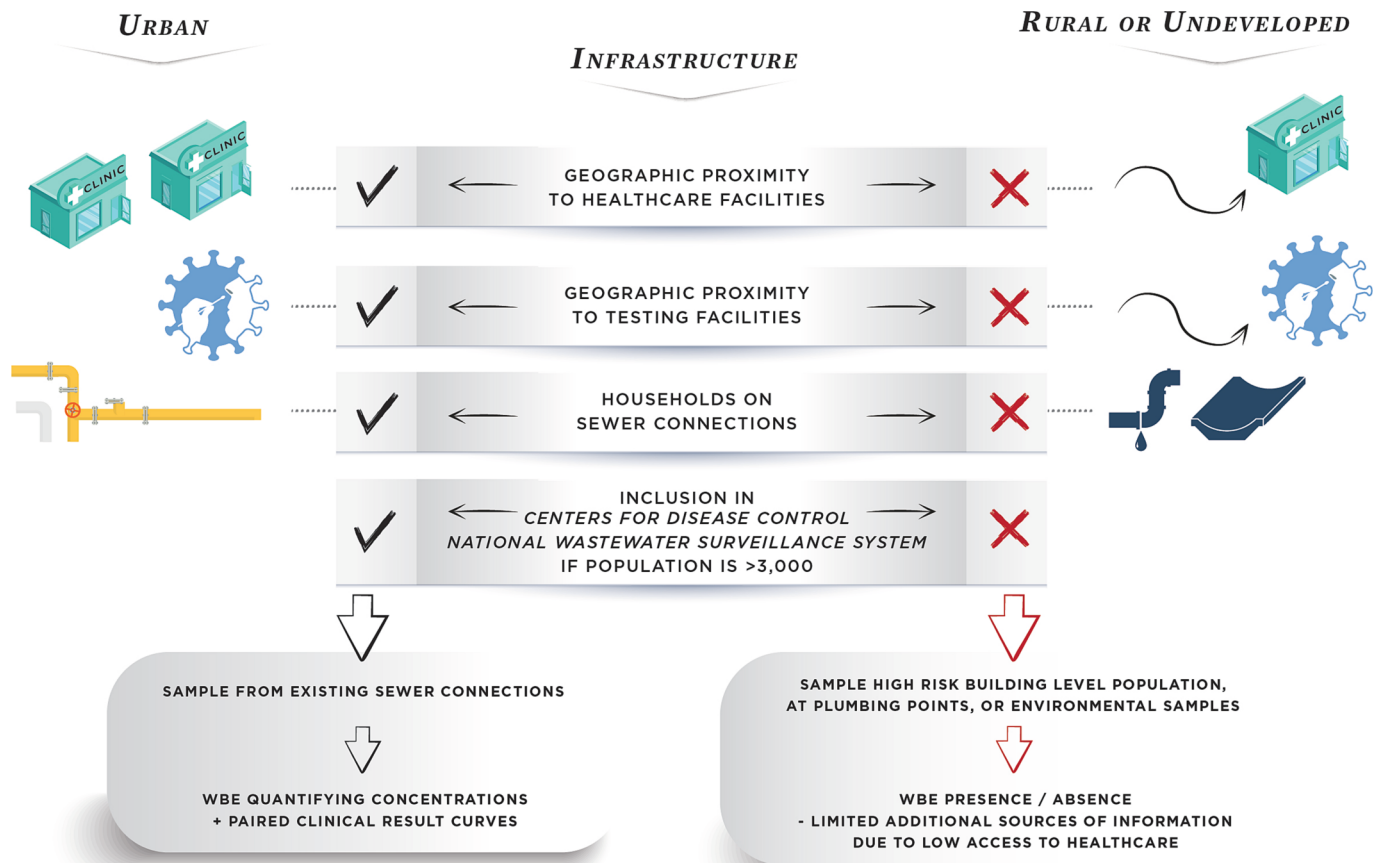 URBAN
INFRASTRUCTURE
RURAL OR UNDEVELOPED
CLINIC
CLINIC
CLINIC
GEOGRAPHIC PROXIMITY
TO HEALTHCARE FACILITIES
GEOGRAPHIC PROXIMITY
TO TESTING FACILITIES
HOUSEHOLDS ON
SEWER CONNECTIONS
INCLUSION IN
CENTERS FOR DISEASE CONTROL
NATIONAL WASTEWATER SURVEILLANCE SYSTEM
IF POPULATION IS >3,000
SAMPLE FROM EXISTING SEWER CONNECTIONS
WBE QUANTIFYING CONCENTRATIONS
+ PAIRED CLINICAL RESULT CURVES
SAMPLE HIGH RISK BUILDING LEVEL POPULATION,
AT PLUMBING POINTS, OR ENVIRONMENTAL SAMPLES
WBE PRESENCE / ABSENCE
- LIMITED ADDITIONAL SOURCES OF INFORMATION
DUE TO LOW ACCESS TO HEALTHCARE